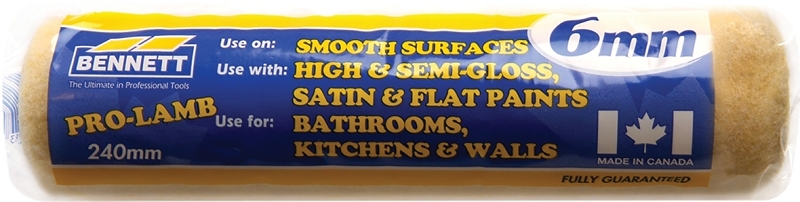 BENNETT
The Ultimate in Professional Tools
PRO-LAMB
240mm
Use on: SMOOTH SURFACES
Use with: HIGH & SEMI-GLOSS,
SATIN & FLAT PAINTS
Use for: BATHROOMS,
KITCHENS & WALLS
6mm
MADE IN CANADA
FULLY GUARANTEED